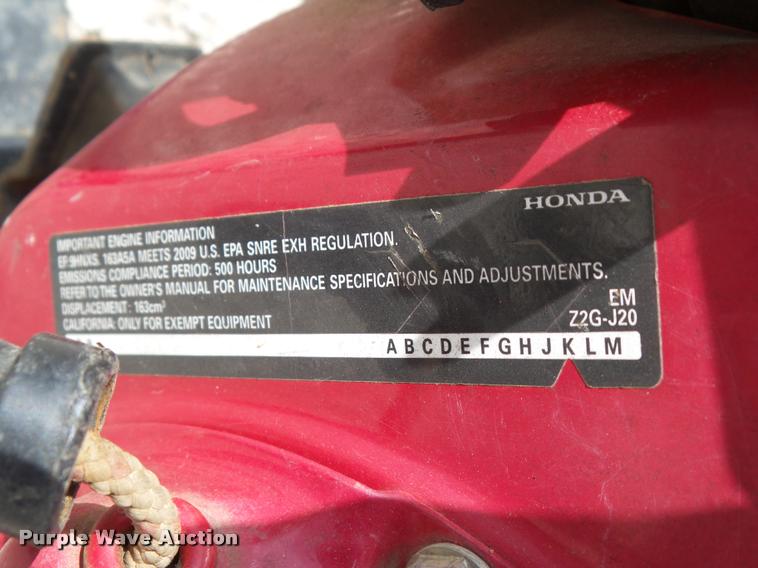 HONDA
IMPORTANT ENGINE INFORMATION
EF:9HNXS. 163A5A MEETS 2009 U.S. EPA SNRE EXH REGULATION.
EMISSIONS COMPLIANCE PERIOD: 500 HOURS
REFER TO THE OWNER'S MANUAL FOR MAINTENANCE SPECIFICATIONS AND ADJUSTMENTS.
DISPLACEMENT: 163cm³
EM
CALIFORNIA: ONLY FOR EXEMPT EQUIPMENT
Z2G-J20
A B C D E F G H J K L M
Purple Wave Auction